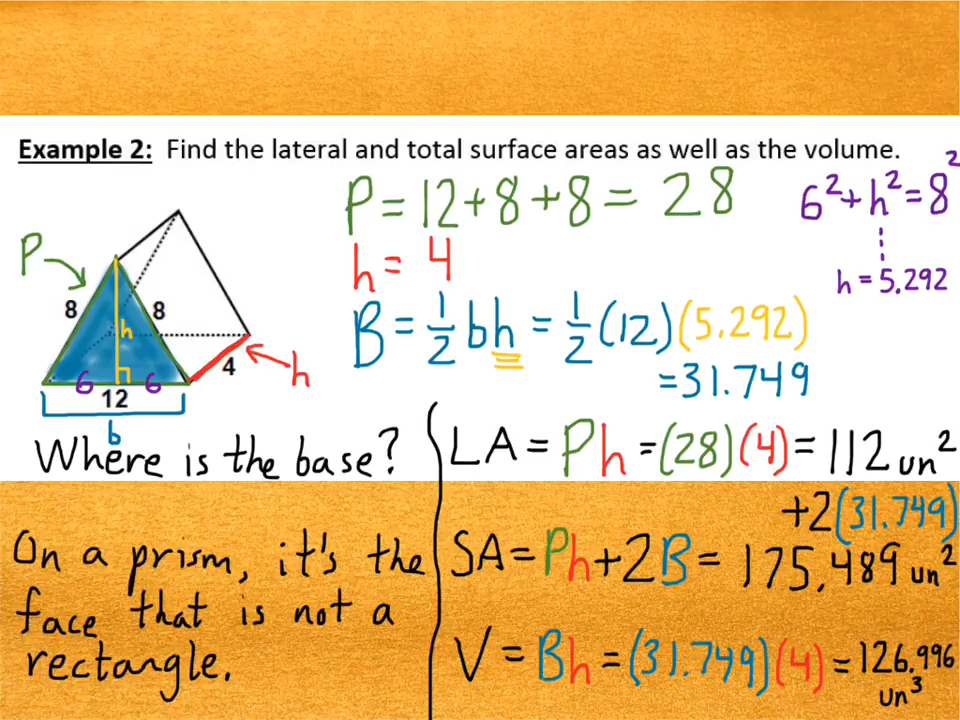 Example 2: Find the lateral and total surface areas as well as the volume.
P = 12 + 8 + 8 = 28
6² + h² = 8²
h = 5.292
h = 4
B = 1/2 bh = 1/2 (12)(5.292)
= 31.749
P
8
8
h
6
6
4
h
12
b
Where is the base?
On a prism, it's the
face that is not a
rectangle.
LA = Ph = (28)(4) = 112 un²
+2(31.749)
SA = Ph + 2B = 175.489 un²
V = Bh = (31.749)(4) = 126.996
un³